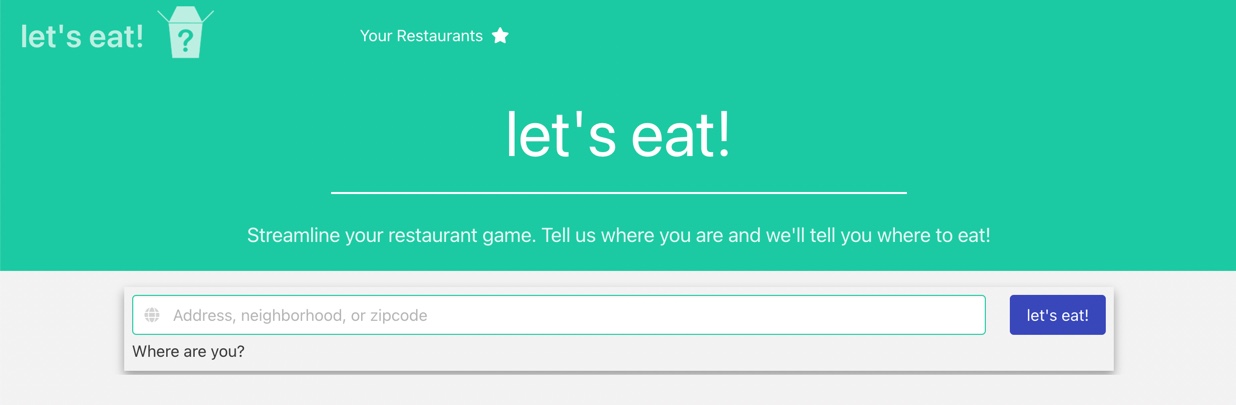 let's eat!
?
Your Restaurants
let's eat!
Streamline your restaurant game. Tell us where you are and we'll tell you where to eat!
Address, neighborhood, or zipcode
let's eat!
Where are you?